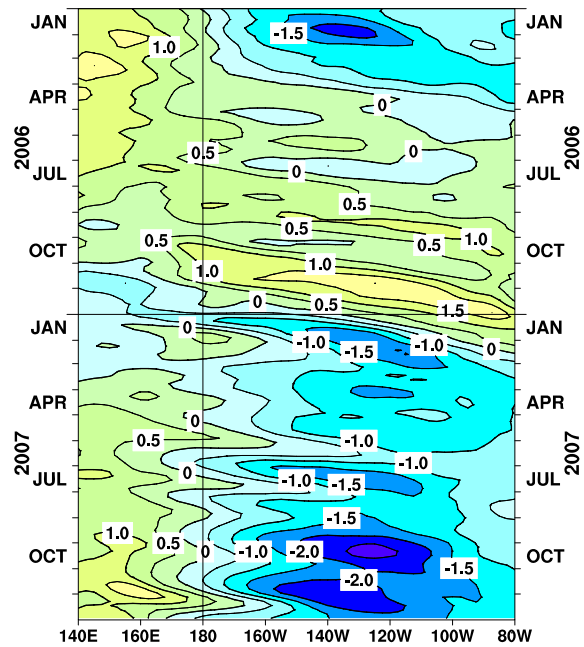 JAN -1.5 JAN
1.0
APR 0 APR
2006 0.5 0 2006
JUL 0 JUL
0.5
0.5
0.5 0.5 1.0
OCT OCT
1.0 1.0
0 0.5 1.5
JAN 0 JAN
-1.0 -1.0
-1.5 0
APR APR
0
0.5 -1.0
2007 2007
-1.0
JUL 0 -1.0 -1.5 JUL
-1.5
1.0
OCT 0.5 0 -1.0 -2.0 OCT
-1.5
-2.0
140E 160E 180 160W 140W 120W 100W 80W